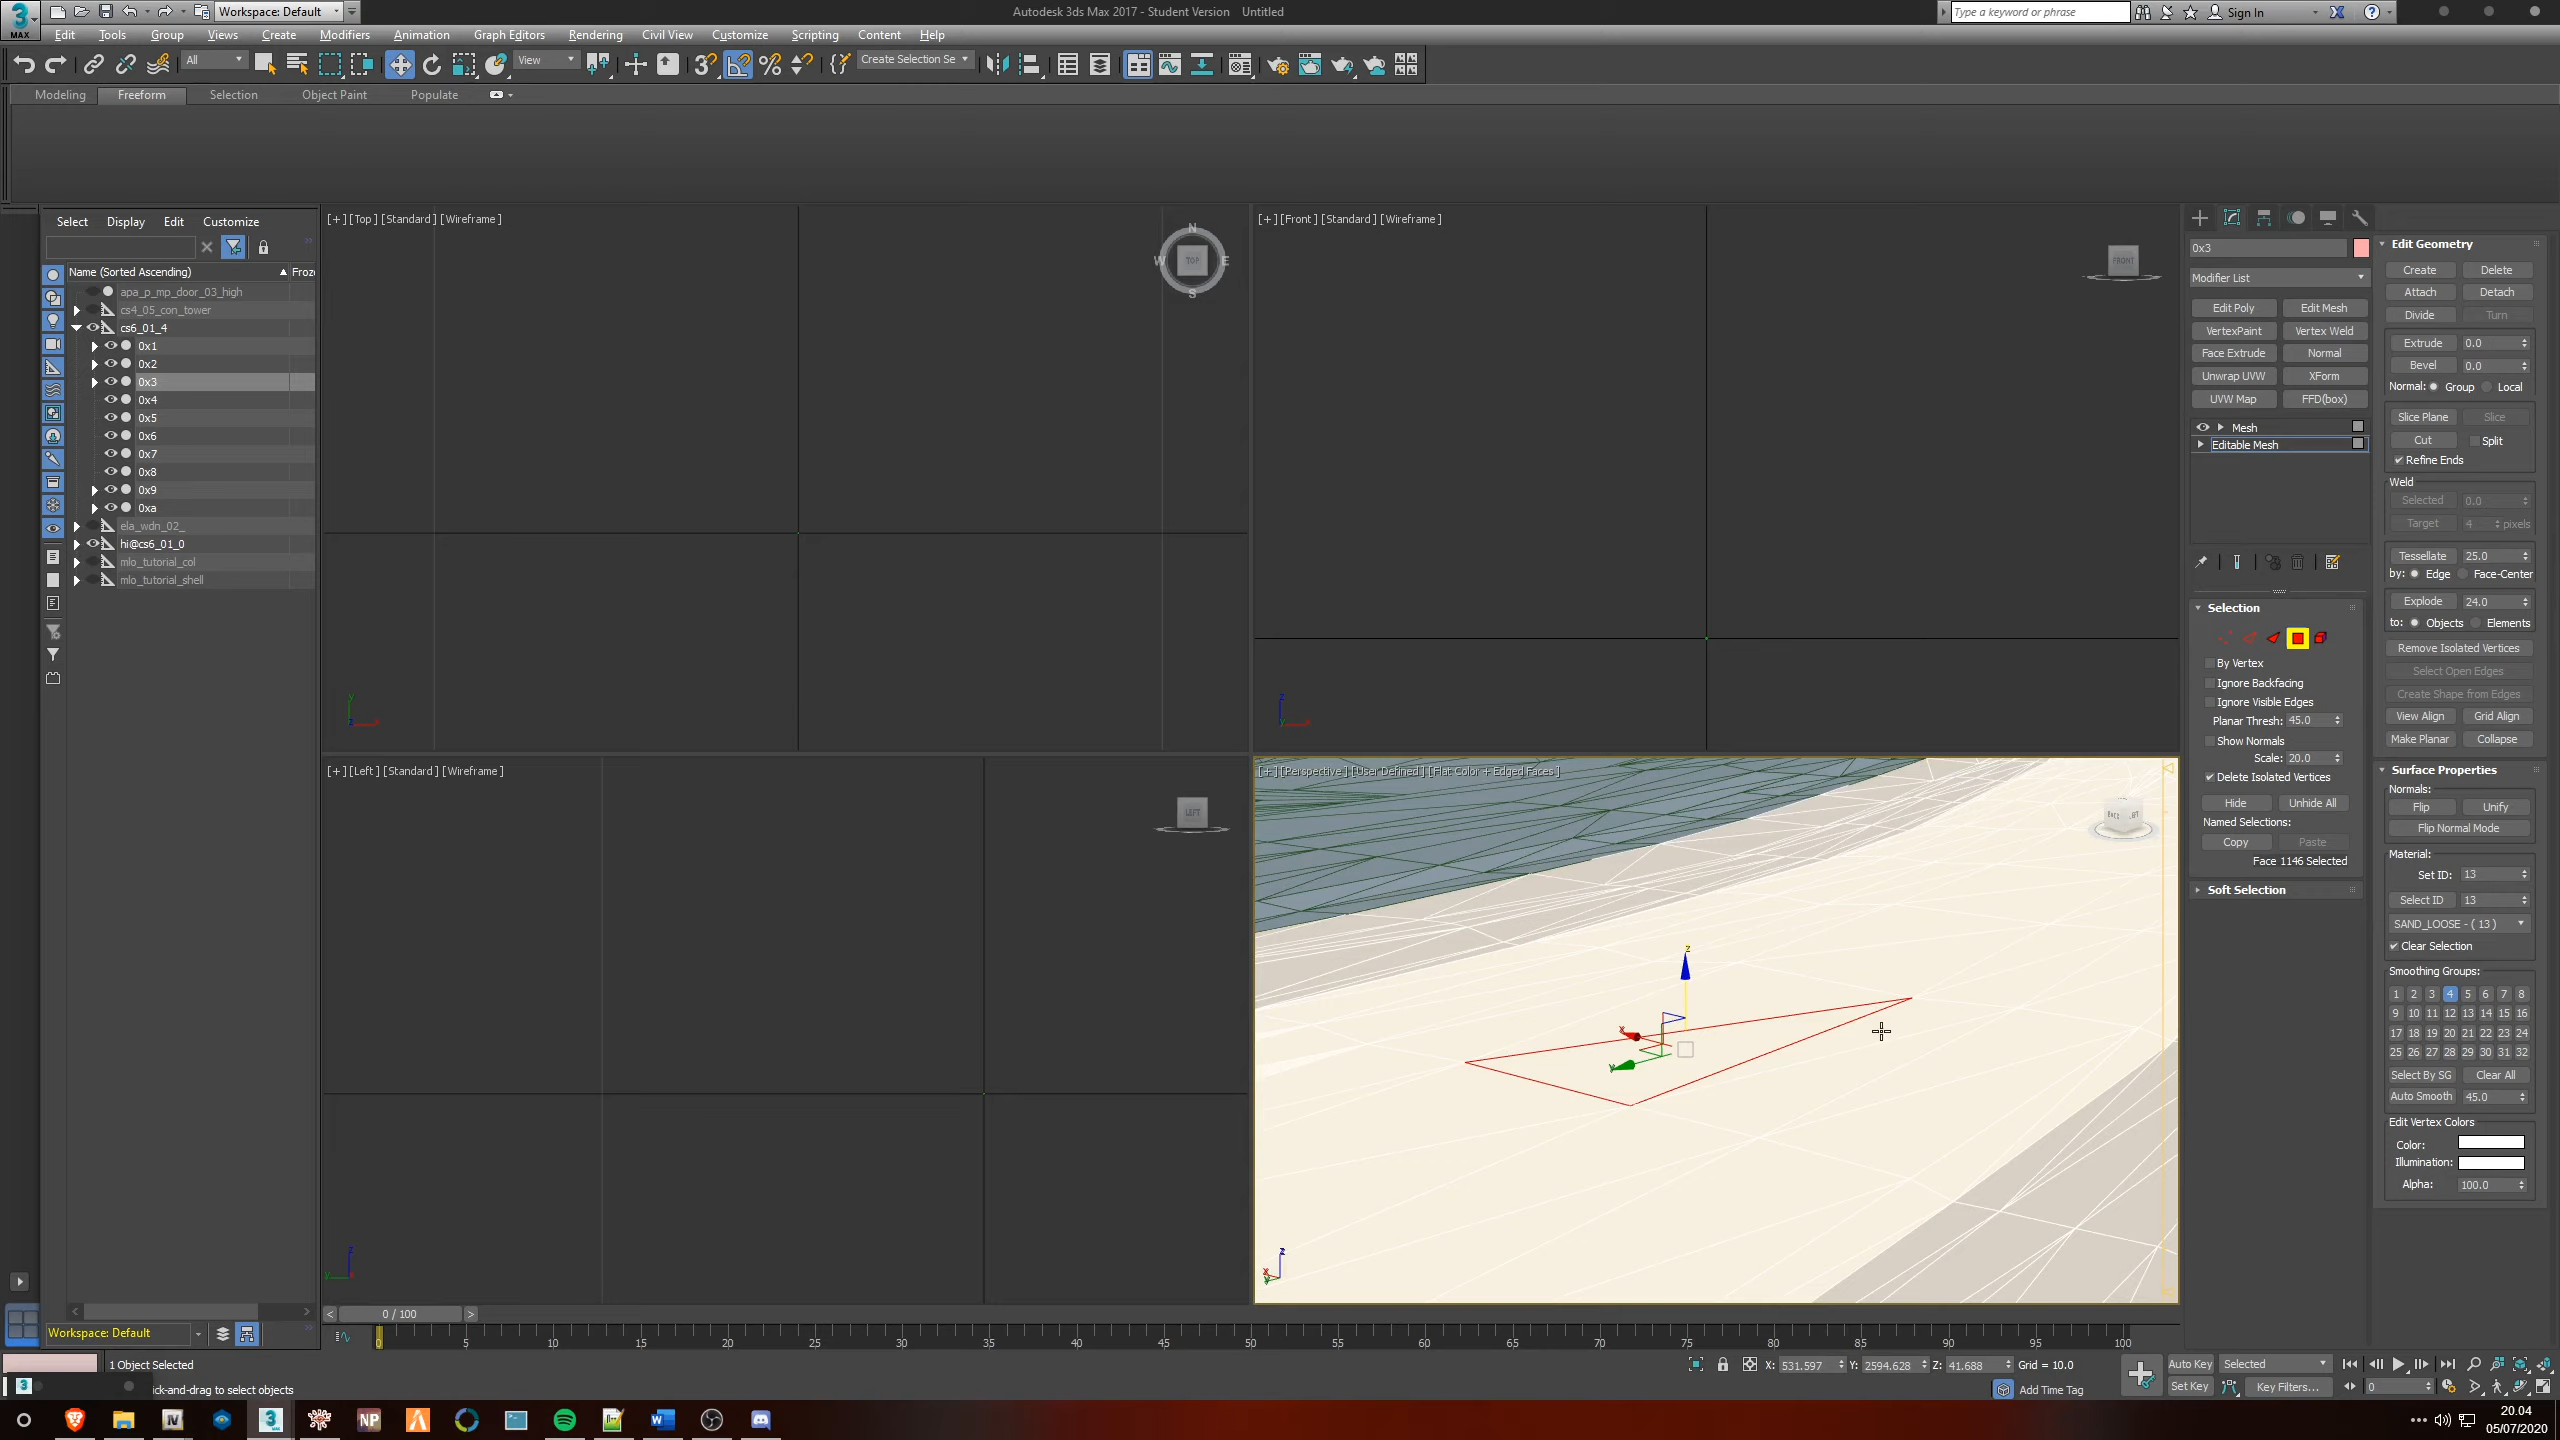 Workspace: Default
Autodesk 3ds Max 2017 - Student Version    Untitled
Type a keyword or phrase
Sign In
MAX
Edit Tools Group Views Create Modifiers Animation Graph Editors Rendering Civil View Customize Scripting Content Help
All
View
Create Selection Se
Modeling Freeform Selection Object Paint Populate
Select Display Edit Customize
Name (Sorted Ascending) Froz
apa_p_mp_door_03_high
cs4_05_con_tower
cs6_01_4
0x1
0x2
0x3
0x4
0x5
0x6
0x7
0x8
0x9
0xa
ela_wdn_02_
hi@cs6_01_0
mlo_tutorial_col
mlo_tutorial_shell
[+] [Top] [Standard] [Wireframe]
N
W TOP E
S
[+] [Front] [Standard] [Wireframe]
FRONT
[+] [Left] [Standard] [Wireframe]
LEFT
[+] [Perspective] [User Defined] [Flat Color + Edged Faces]
0x3
Modifier List
Edit Poly Edit Mesh
VertexPaint Vertex Weld
Face Extrude Normal
Unwrap UVW XForm
UVW Map FFD(box)
Mesh
Editable Mesh
Selection
By Vertex
Ignore Backfacing
Ignore Visible Edges
Planar Thresh: 45.0
Show Normals
Scale: 20.0
Delete Isolated Vertices
Hide Unhide All
Named Selections:
Copy Paste
Face 1146 Selected
Soft Selection
Edit Geometry
Create Delete
Attach Detach
Divide Turn
Extrude 0.0
Bevel 0.0
Normal: Group Local
Slice Plane Slice
Cut Split
Refine Ends
Weld
Selected 0.0
Target 4 pixels
Tessellate 25.0
by: Edge Face-Center
Explode 24.0
to: Objects Elements
Remove Isolated Vertices
Select Open Edges
Create Shape from Edges
View Align Grid Align
Make Planar Collapse
Surface Properties
Normals:
Flip Unify
Flip Normal Mode
Material:
Set ID: 13
Select ID 13
SAND_LOOSE - ( 13 )
Clear Selection
Smoothing Groups:
1 2 3 4 5 6 7 8
9 10 11 12 13 14 15 16
17 18 19 20 21 22 23 24
25 26 27 28 29 30 31 32
Select By SG Clear All
Auto Smooth 45.0
Edit Vertex Colors
Color:
Illumination:
Alpha: 100.0
< 0 / 100 >
0 5 10 15 20 25 30 35 40 45 50 55 60 65 70 75 80 85 90 95 100
Workspace: Default
1 Object Selected
ick-and-drag to select objects
X: 531.597 Y: 2594.628 Z: 41.688 Grid = 10.0
Add Time Tag
Auto Key Selected
Set Key Key Filters...
0
20.04
05/07/2020